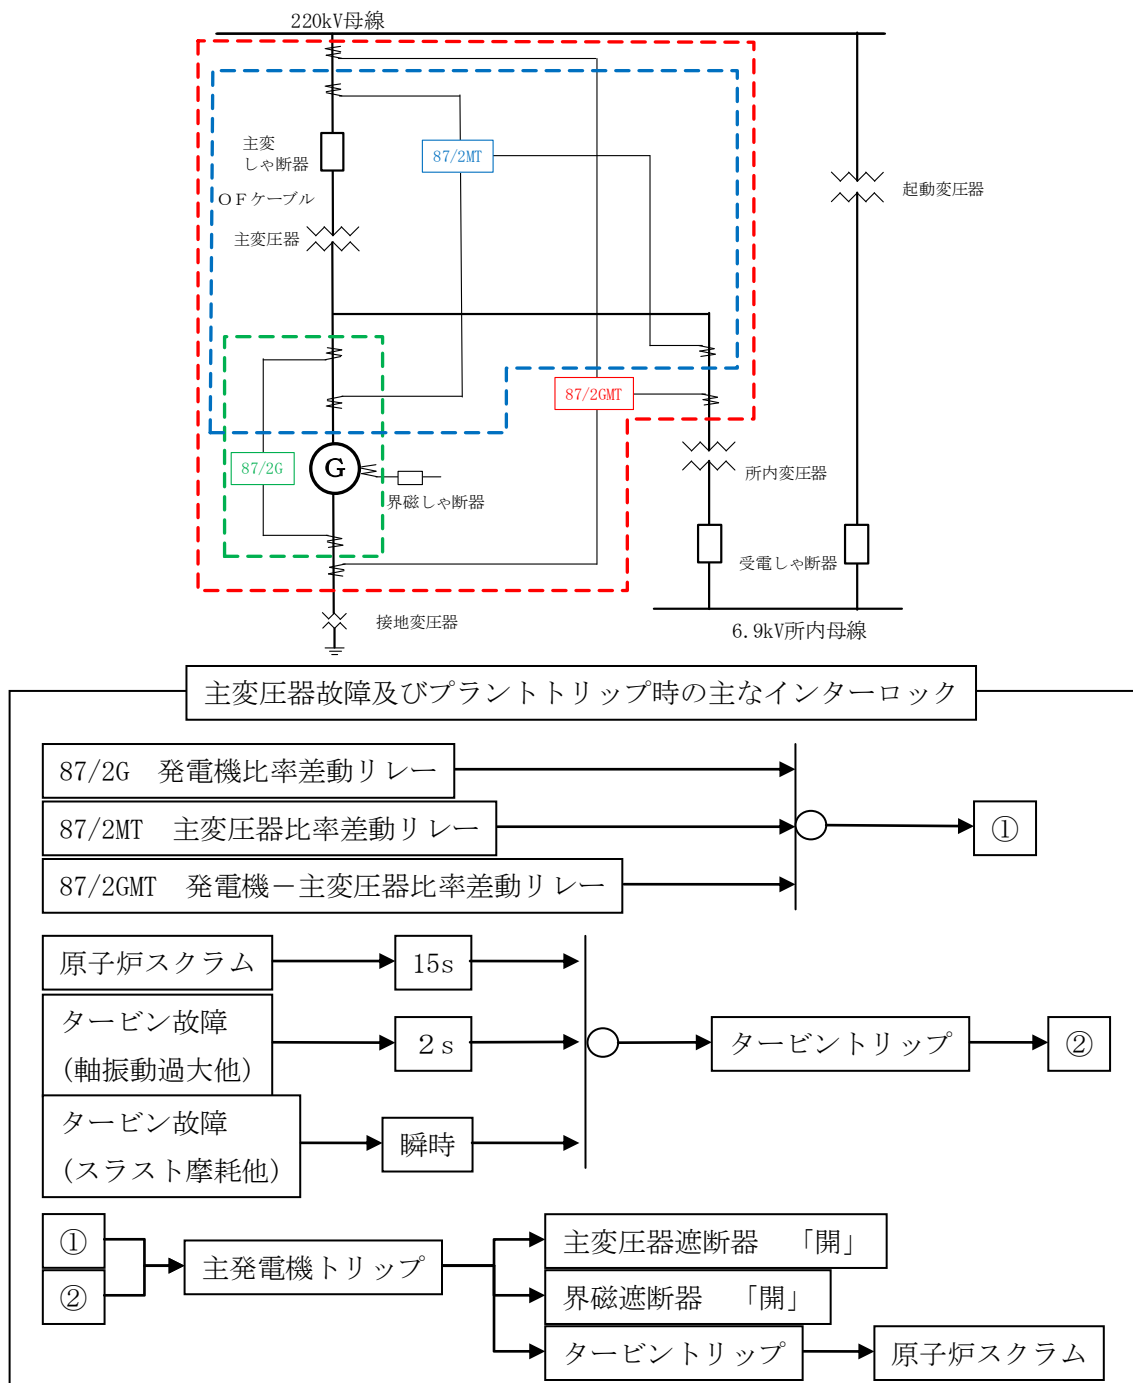 220kV母線
主変
しゃ断器
87/2MT
起動変圧器
ОＦケーブル
主変圧器
87/2GMT
87/2G
G
所内変圧器
界磁しゃ断器
受電しゃ断器
接地変圧器
6.9kV所内母線
主変圧器故障及びプラントトリップ時の主なインターロック
87/2G　発電機比率差動リレー
87/2MT　主変圧器比率差動リレー
①
87/2GMT　発電機－主変圧器比率差動リレー
原子炉スクラム
15s
タービン故障
(軸振動過大他)
２ｓ
タービントリップ
②
タービン故障
(スラスト摩耗他)
瞬時
①
②
主発電機トリップ
主変圧器遮断器　「開」
界磁遮断器　「開」
タービントリップ
原子炉スクラム